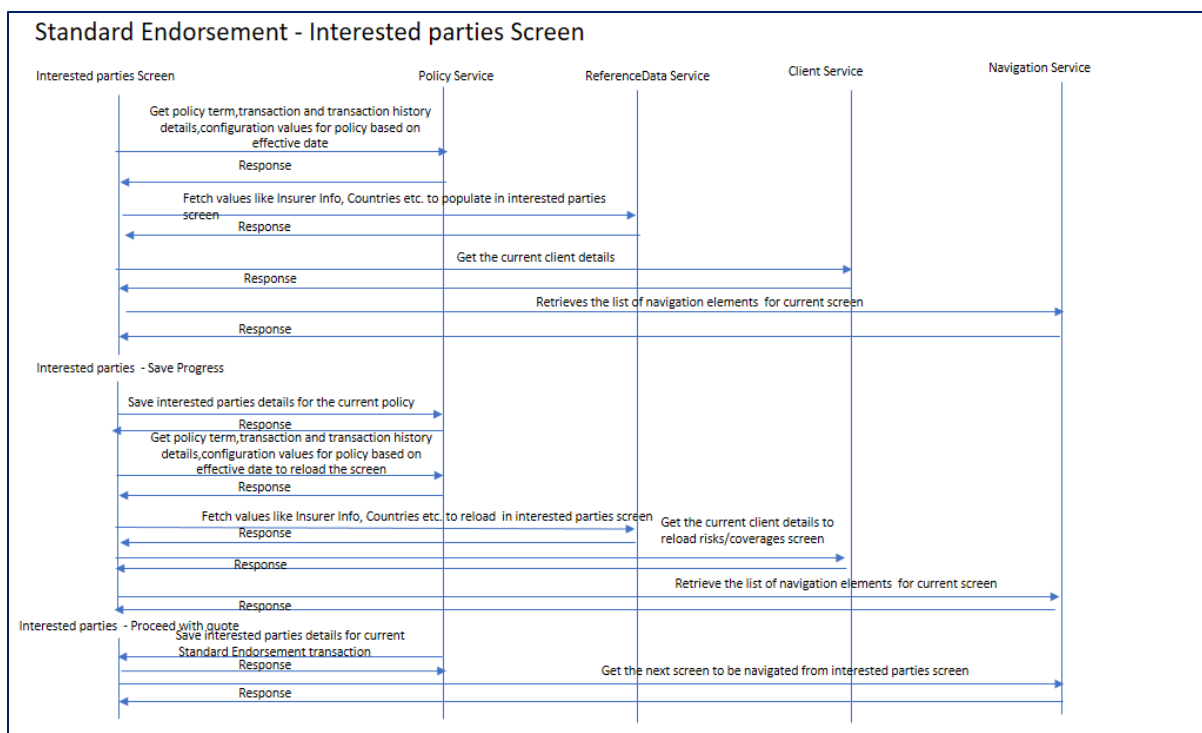 Standard Endorsement - Interested parties Screen
Interested parties Screen
Policy Service
ReferenceData Service
Client Service
Navigation Service
Get policy term,transaction and transaction history
details,configuration values for policy based on
effective date
Response
Fetch values like Insurer Info, Countries etc. to populate in interested parties
screen
Response
Get the current client details
Response
Retrieves the list of navigation elements for current screen
Response
Interested parties - Save Progress
Save interested parties details for the current policy
Response
Get policy term,transaction and transaction history
details,configuration values for policy based on
effective date to reload the screen
Response
Fetch values like Insurer Info, Countries etc. to reload in interested parties screen
Response
Get the current client details to
reload risks/coverages screen
Response
Retrieve the list of navigation elements for current screen
Response
Interested parties - Proceed with quote
Save interested parties details for current
Standard Endorsement transaction
Response
Get the next screen to be navigated from interested parties screen
Response